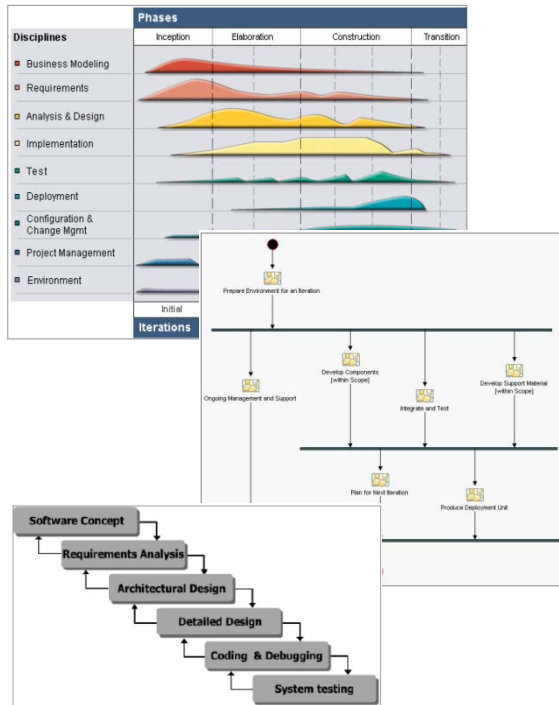 Phases
Disciplines
Inception
Elaboration
Construction
Transition
Business Modeling
Requirements
Analysis & Design
Implementation
Test
Deployment
Configuration &
Change Mgmt
Project Management
Environment
Initial
Iterations
Prepare Environment for an Iteration
Ongoing Management and Support
Develop Components
[within Scope]
Integrate and Test
Develop Support Material
[within Scope]
Plan for Next Iteration
Produce Deployment Unit
Software Concept
Requirements Analysis
Architectural Design
Detailed Design
Coding & Debugging
System testing